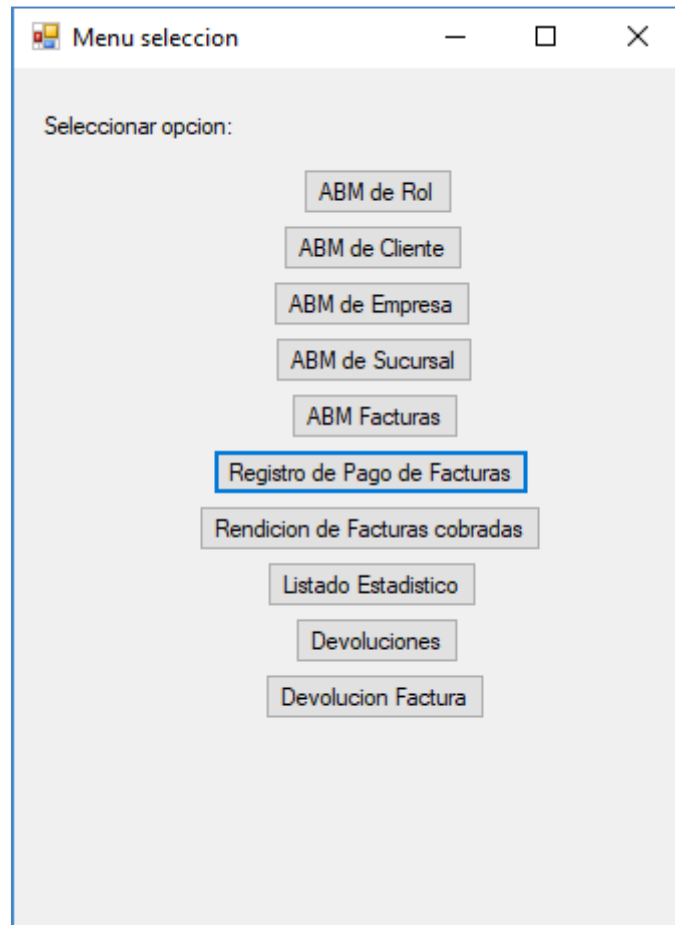 Menu seleccion
Seleccionar opcion:
ABM de Rol
ABM de Cliente
ABM de Empresa
ABM de Sucursal
ABM Facturas
Registro de Pago de Facturas
Rendicion de Facturas cobradas
Listado Estadistico
Devoluciones
Devolucion Factura